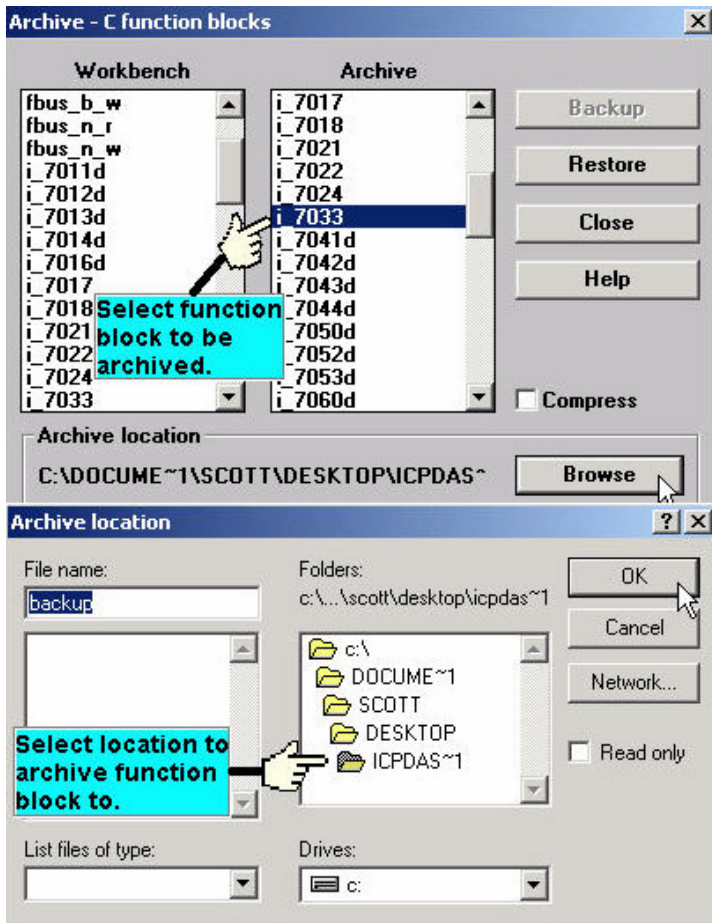 Archive - C function blocks
Workbench
fbus_b_w
fbus_n_r
fbus_n_w
i_7011d
i_7012d
i_7013d
i_7014d
i_7016d
i_7017
i_7018
i_7021
i_7022
i_7024
i_7033
Archive
i_7017
i_7018
i_7021
i_7022
i_7024
i_7033
i_7041d
i_7042d
i_7043d
i_7044d
i_7050d
i_7052d
i_7053d
i_7060d
Select function
block to be
archived.
Backup
Restore
Close
Help
Compress
Archive location
C:\DOCUME~1\SCOTT\DESKTOP\ICPDAS~
Browse
Archive location
File name:
backup
Folders:
c:\...\scott\desktop\icpdas~1
c:\
DOCUME~1
SCOTT
DESKTOP
ICPDAS~1
Select location to
archive function
block to.
OK
Cancel
Network...
Read only
List files of type:
Drives:
c: